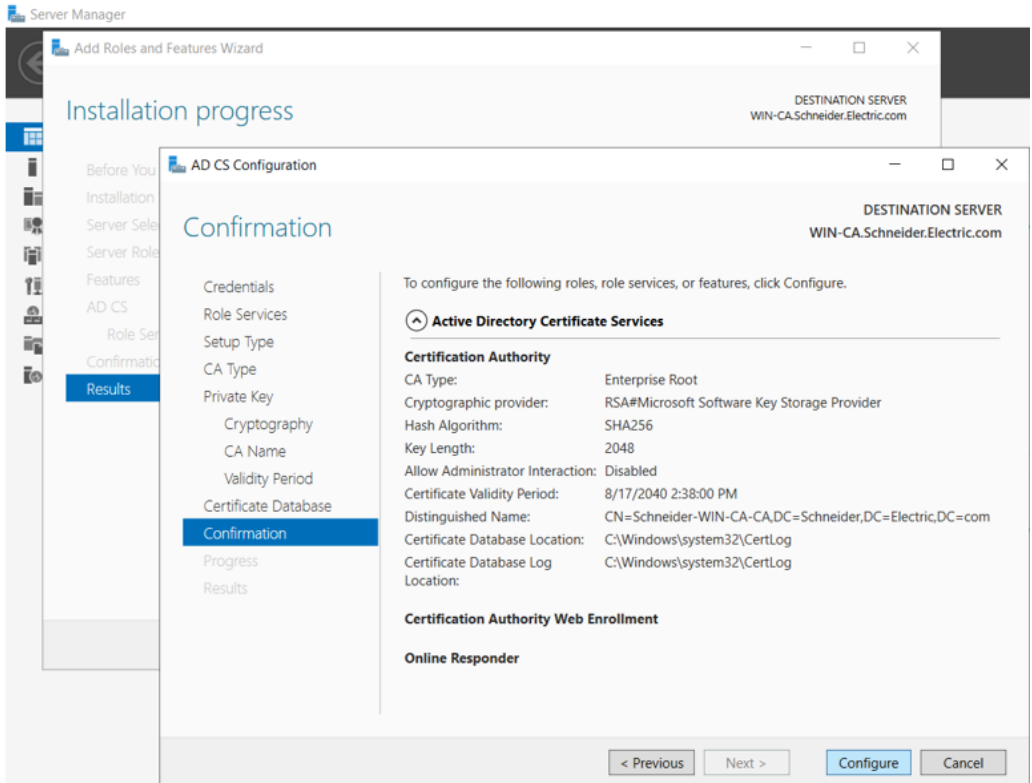 Server Manager
Add Roles and Features Wizard
Installation progress
DESTINATION SERVER
WIN-CA.Schneider.Electric.com
Before You
Installation
Server Sele
Server Role
Features
AD CS
Role Ser
Confirmatic
Results
AD CS Configuration
DESTINATION SERVER
WIN-CA.Schneider.Electric.com
Confirmation
Credentials
Role Services
Setup Type
CA Type
Private Key
Cryptography
CA Name
Validity Period
Certificate Database
Confirmation
Progress
Results
To configure the following roles, role services, or features, click Configure.
Active Directory Certificate Services
Certification Authority
CA Type: Enterprise Root
Cryptographic provider: RSA#Microsoft Software Key Storage Provider
Hash Algorithm: SHA256
Key Length: 2048
Allow Administrator Interaction: Disabled
Certificate Validity Period: 8/17/2040 2:38:00 PM
Distinguished Name: CN=Schneider-WIN-CA-CA,DC=Schneider,DC=Electric,DC=com
Certificate Database Location: C:\Windows\system32\CertLog
Certificate Database Log C:\Windows\system32\CertLog
Location:
Certification Authority Web Enrollment
Online Responder
< Previous
Next >
Configure
Cancel